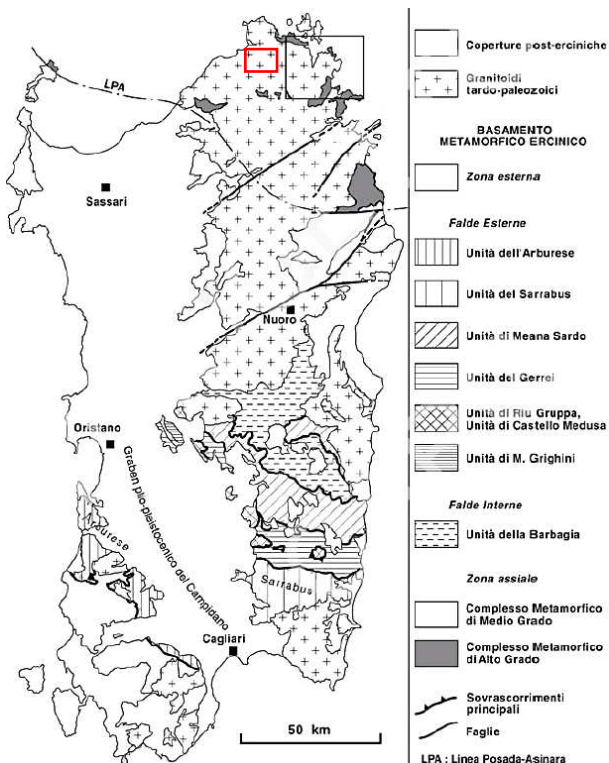 LPA
Sassari
Nuoro
Oristano
Graben plio-pleistocenico del Campidano
Sarrabus
Cagliari
50 km
Coperture post-erciniche
Granitoidi
tardo-paleozoici
BASAMENTO
METAMORFICO ERCINICO
Zona esterna
Falde Esterne
Unità dell'Arburese
Unità del Sarrabus
Unità di Meana Sardo
Unità del Gerrei
Unità di Riu Gruppa,
Unità di Castello Medusa
Unità di M. Grighini
Falde Interne
Unità della Barbagia
Zona assiale
Complesso Metamorfico
di Medio Grado
Complesso Metamorfico
di Alto Grado
Sovrascorrimenti
principali
Faglie
LPA : Linea Posada-Asinara